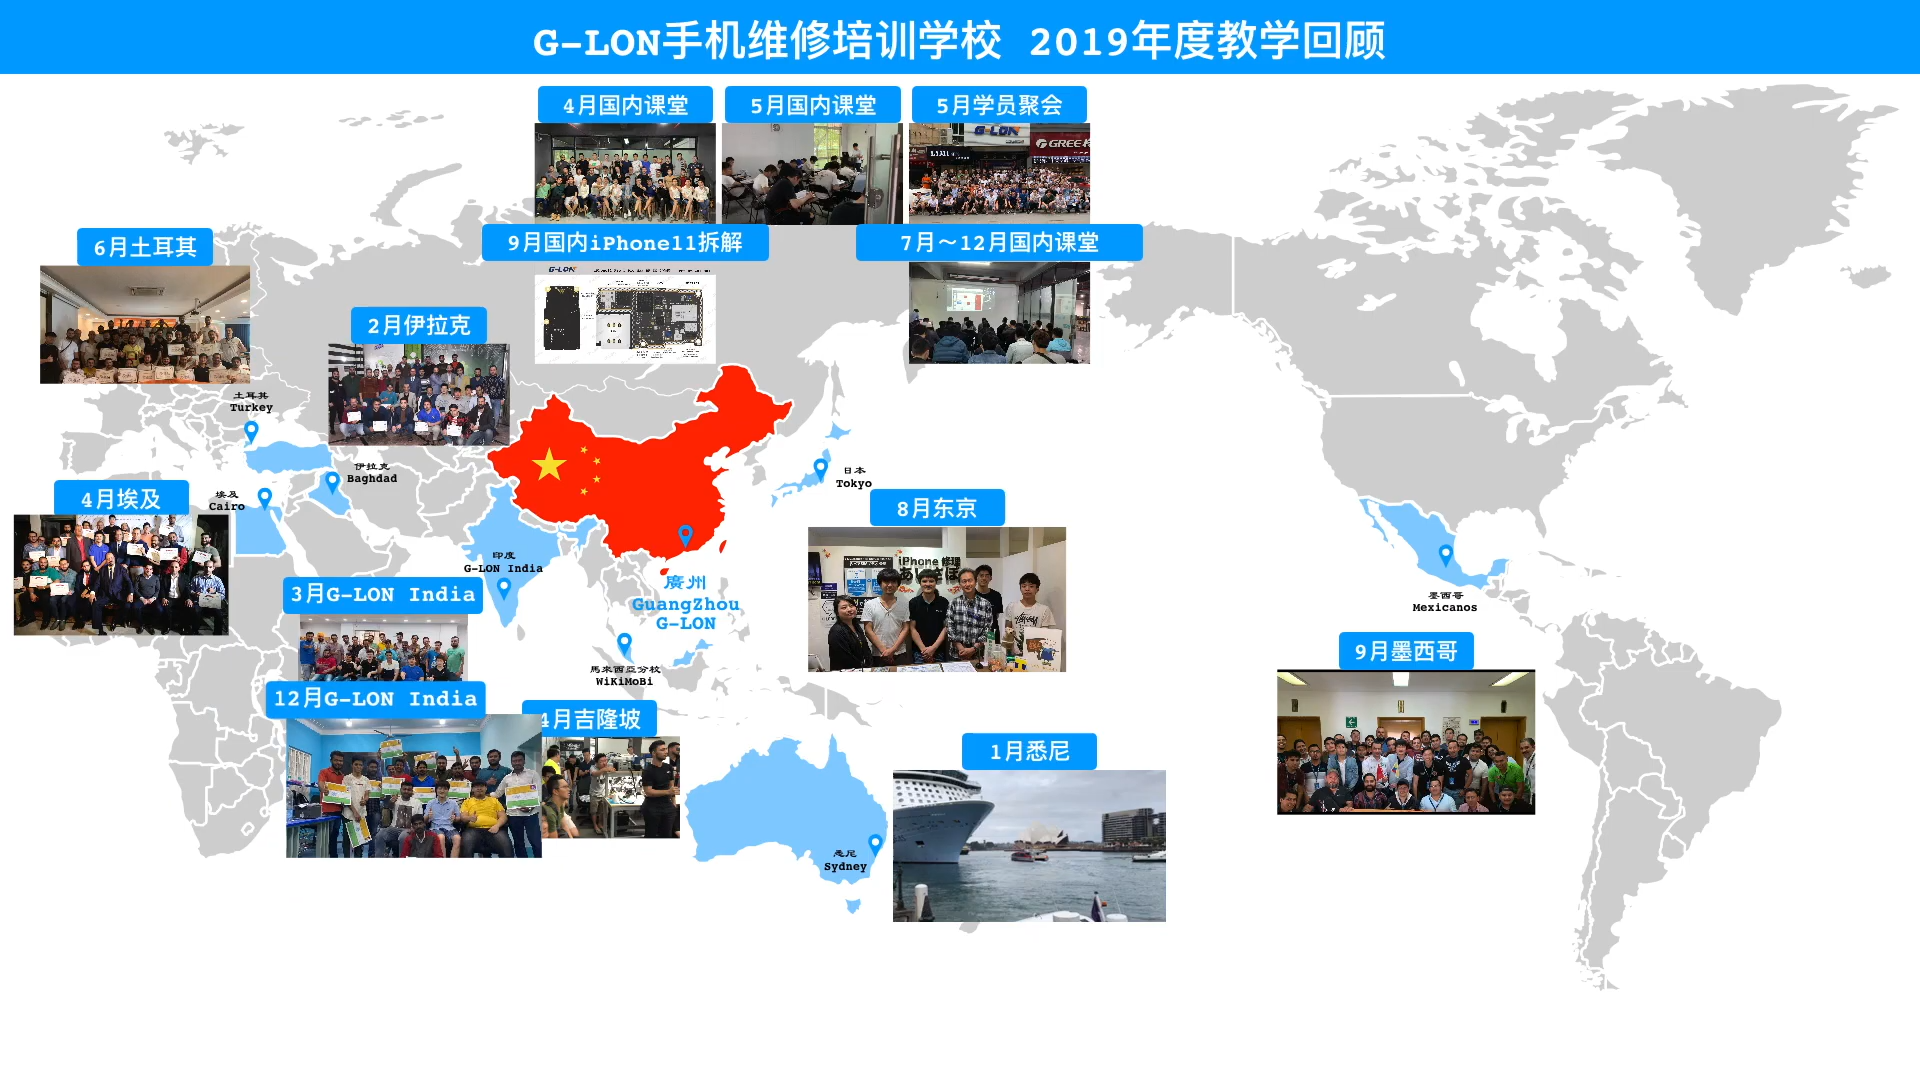 G-LON手机维修培训学校 2019年度教学回顾
4月国内课堂
5月国内课堂
5月学员聚会
G-LON
GREE
6月土耳其
9月国内iPhone11拆解
7月～12月国内课堂
G-LON
2月伊拉克
土耳其
Turkey
伊拉克
Baghdad
日本
Tokyo
4月埃及
埃及
Cairo
8月东京
iPhone 修理
印度
G-LON India
3月G-LON India
廣州
GuangZhou
G-LON
墨西哥
Mexicanos
馬來西亞分校
WiKiMoBi
9月墨西哥
12月G-LON India
4月吉隆坡
1月悉尼
悉尼
Sydney